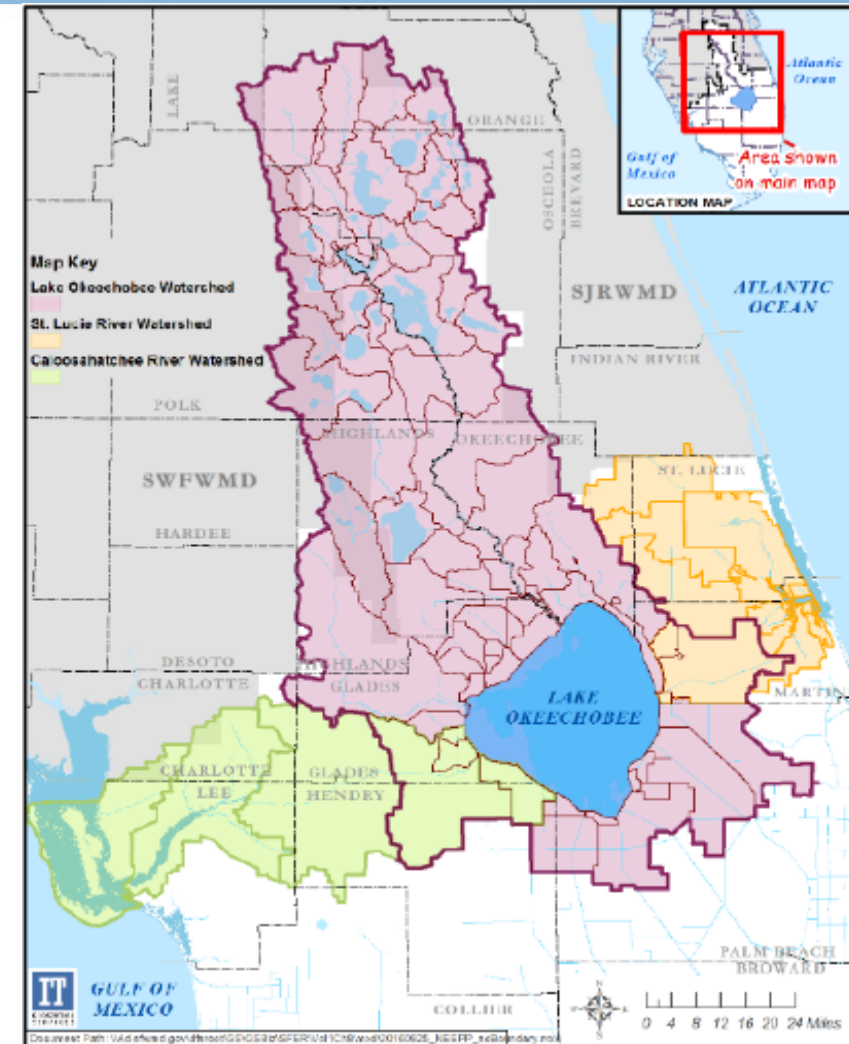 LAKE
ORANGE
OSCEOLA
BREVARD
Atlantic
Ocean
Gulf of
Mexico
Area shown
on main map
LOCATION MAP
Map Key
Lake Okeechobee Watershed
St. Lucie River Watershed
Caloosahatchee River Watershed
SJRWMD
ATLANTIC
OCEAN
INDIAN RIVER
POLK
HIGHLANDS
OKEECHOBEE
SWFWMD
ST. LUCIE
HARDEE
DESOTO
CHARLOTTE
HIGHLANDS
GLADES
LAKE
OKEECHOBEE
MARTIN
CHARLOTTE
LEE
GLADES
HENDRY
PALM BEACH
BROWARD
IT
GULF OF
MEXICO
COLLIER
0 4 8 12 16 20 24 Miles
Document Path: